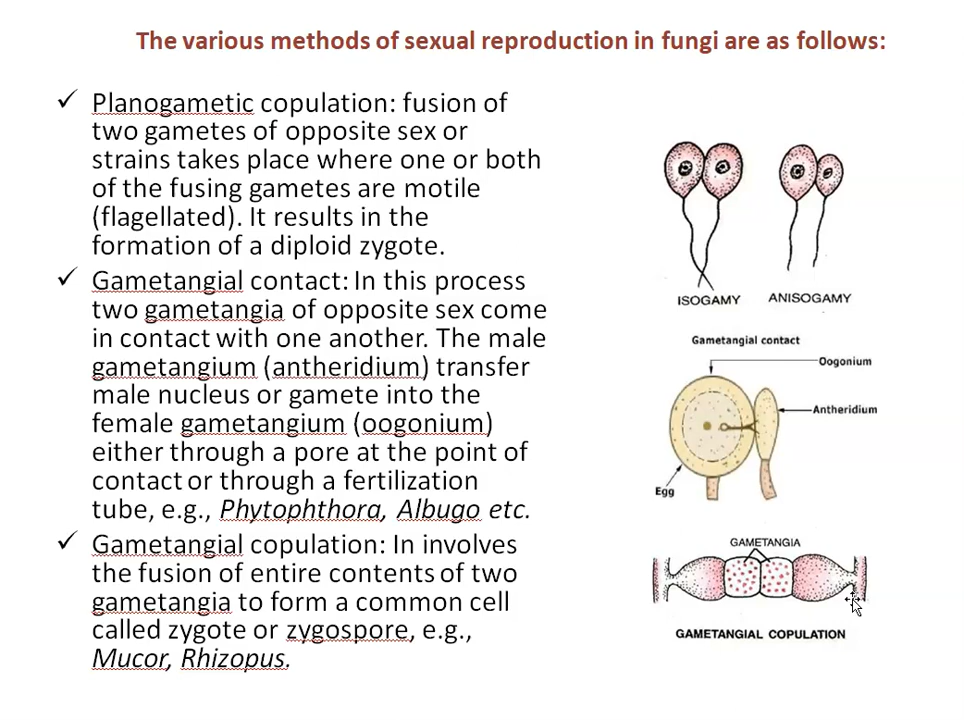 The various methods of sexual reproduction in fungi are as follows:
✓ Planogametic copulation: fusion of
two gametes of opposite sex or
strains takes place where one or both
of the fusing gametes are motile
(flagellated). It results in the
formation of a diploid zygote.
✓ Gametangial contact: In this process
two gametangia of opposite sex come
in contact with one another. The male
gametangium (antheridium) transfer
male nucleus or gamete into the
female gametangium (oogonium)
either through a pore at the point of
contact or through a fertilization
tube, e.g., Phytophthora, Albugo etc.
✓ Gametangial copulation: In involves
the fusion of entire contents of two
gametangia to form a common cell
called zygote or zygospore, e.g.,
Mucor, Rhizopus.
ISOGAMY
ANISOGAMY
Gametangial contact
Oogonium
Antheridium
Egg
GAMETANGIA
GAMETANGIAL COPULATION